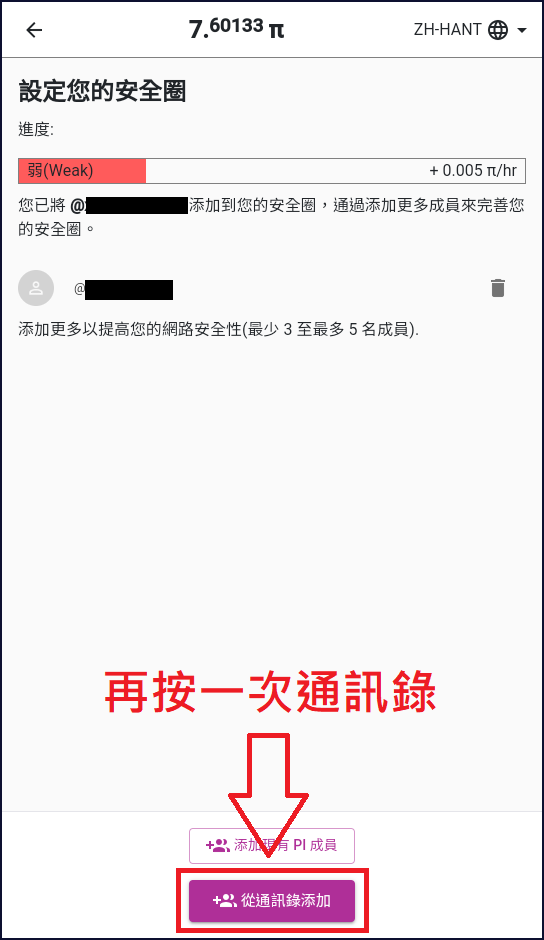 7.60133 π
ZH-HANT
設定您的安全圈
進度:
弱(Weak)
+ 0.005 π/hr
您已將 @添加到您的安全圈，通過添加更多成員來完善您
的安全圈。
@
添加更多以提高您的網路安全性(最少 3 至最多 5 名成員).
再按一次通訊錄
添加現有 PI 成員
從通訊錄添加